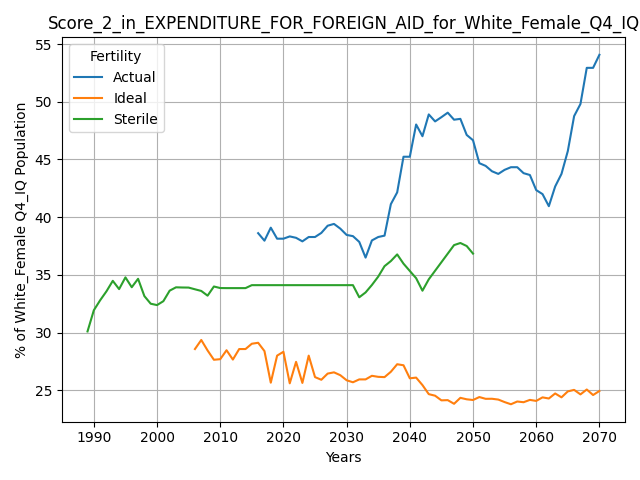 Score_2_in_EXPENDITURE_FOR_FOREIGN_AID_for_White_Female_Q4_IQ
% of White_Female Q4_IQ Population
55
50
45
40
35
30
25
Fertility
Actual
Ideal
Sterile
1990 2000 2010 2020 2030 2040 2050 2060 2070
Years